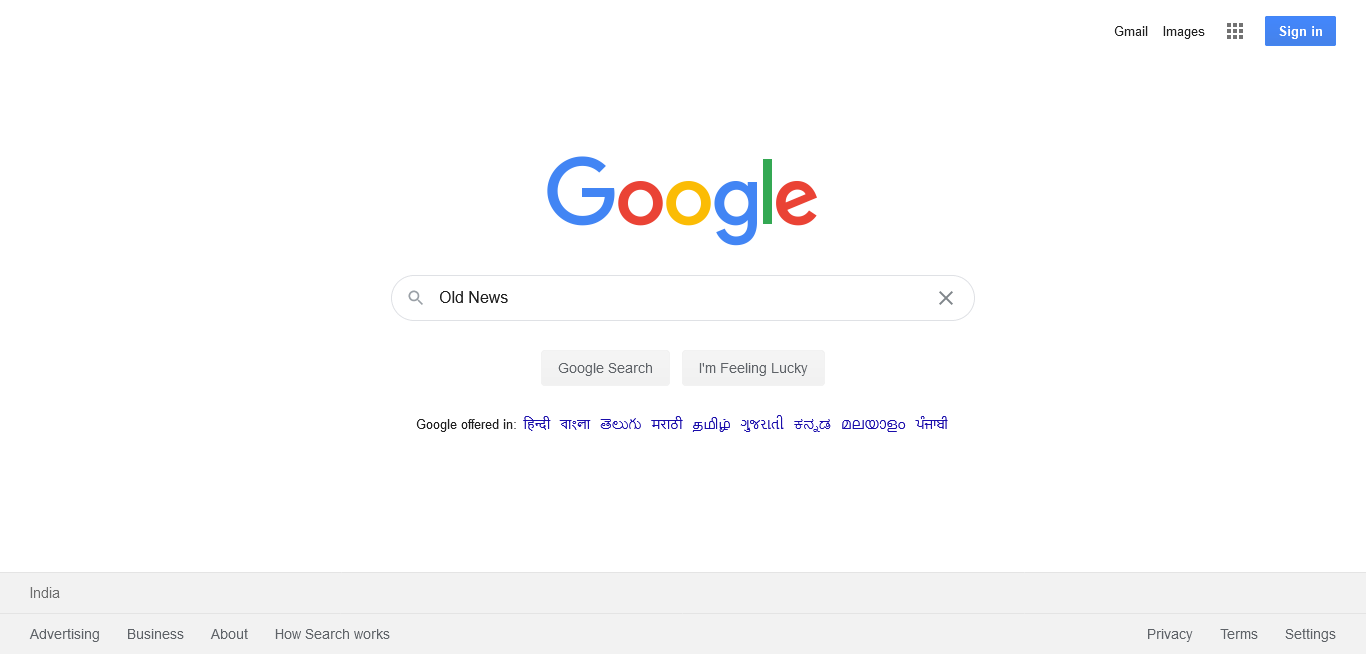 Gmail Images Sign in
Google
Old News
Google Search I'm Feeling Lucky
Google offered in: हिन्दी বাংলা తెలుగు मराठी தமிழ் ગુજરાતી ಕನ್ನಡ മലയാളം ਪੰਜਾਬੀ
India
Advertising Business About How Search works Privacy Terms Settings